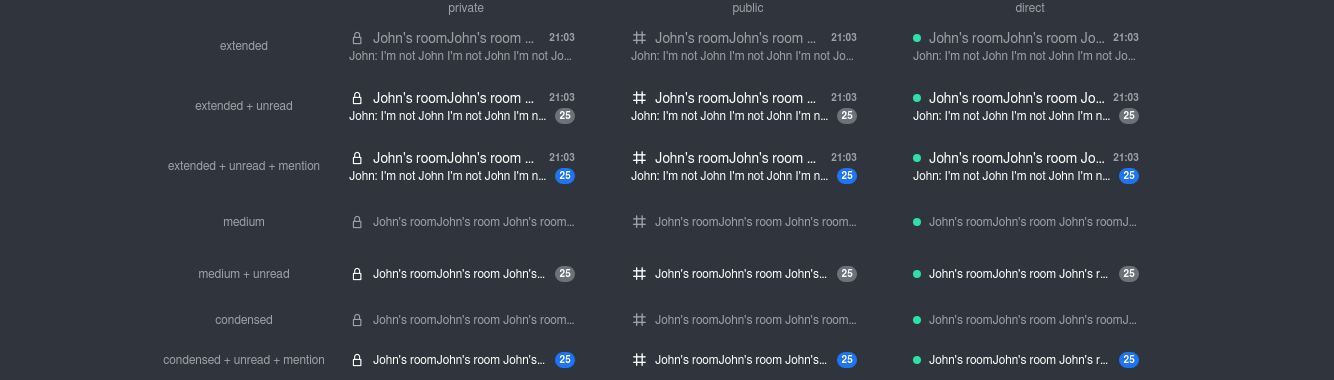 private public direct
extended John's roomJohn's room ... 21:03 John's roomJohn's room ... 21:03 John's roomJohn's room Jo... 21:03
John: I'm not John I'm not John I'm not Jo... John: I'm not John I'm not John I'm not Jo... John: I'm not John I'm not John I'm not Jo...
extended + unread John's roomJohn's room ... 21:03 John's roomJohn's room ... 21:03 John's roomJohn's room Jo... 21:03
John: I'm not John I'm not John I'm n... 25 John: I'm not John I'm not John I'm n... 25 John: I'm not John I'm not John I'm n... 25
extended + unread + mention John's roomJohn's room ... 21:03 John's roomJohn's room ... 21:03 John's roomJohn's room Jo... 21:03
John: I'm not John I'm not John I'm n... 25 John: I'm not John I'm not John I'm n... 25 John: I'm not John I'm not John I'm n... 25
medium John's roomJohn's room John's room... John's roomJohn's room John's room... John's roomJohn's room John's roomJ...
medium + unread John's roomJohn's room John's... 25 John's roomJohn's room John's... 25 John's roomJohn's room John's r... 25
condensed John's roomJohn's room John's room... John's roomJohn's room John's room... John's roomJohn's room John's roomJ...
condensed + unread + mention John's roomJohn's room John's... 25 John's roomJohn's room John's... 25 John's roomJohn's room John's r... 25